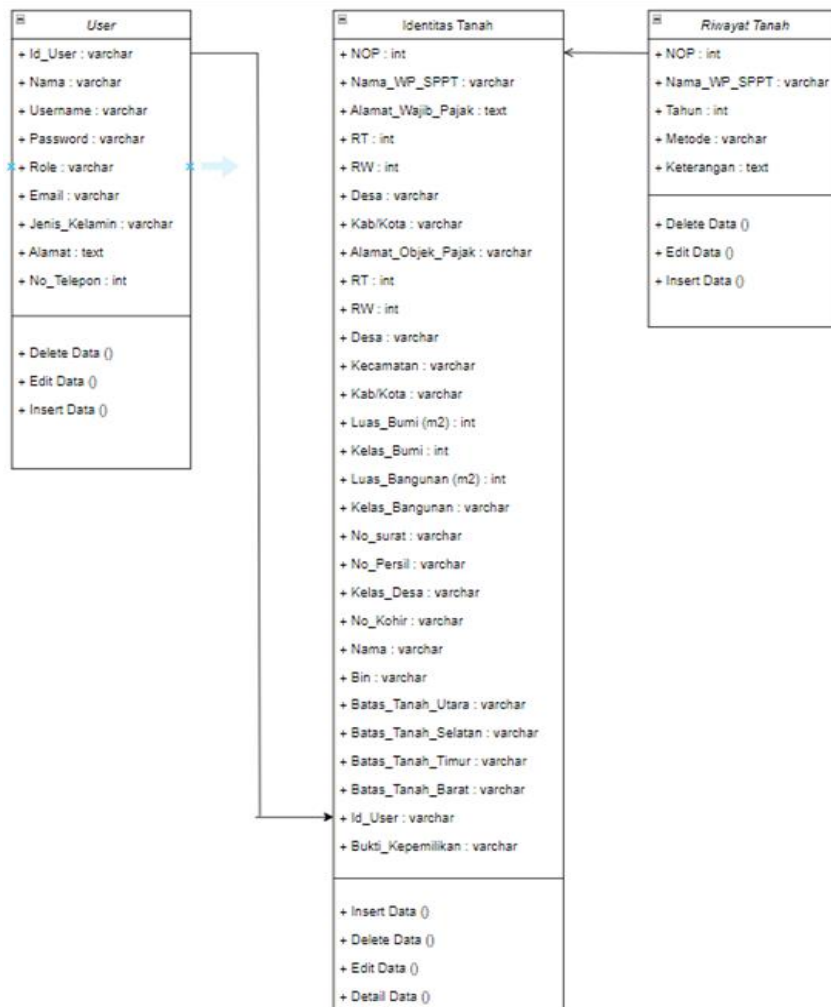 User
+ Id_User : varchar
+ Nama : varchar
+ Username : varchar
+ Password : varchar
+ Role : varchar
+ Email : varchar
+ Jenis_Kelamin : varchar
+ Alamat : text
+ No_Telepon : int
+ Delete Data ()
+ Edit Data ()
+ Insert Data ()
Identitas Tanah
+ NOP : int
+ Nama_WP_SPPT : varchar
+ Alamat_Wajib_Pajak : text
+ RT : int
+ RW : int
+ Desa : varchar
+ Kab/Kota : varchar
+ Alamat_Objek_Pajak : varchar
+ RT : int
+ RW : int
+ Desa : varchar
+ Kecamatan : varchar
+ Kab/Kota : varchar
+ Luas_Bumi (m2) : int
+ Kelas_Bumi : int
+ Luas_Bangunan (m2) : int
+ Kelas_Bangunan : varchar
+ No_surat : varchar
+ No_Persil : varchar
+ Kelas_Desa : varchar
+ No_Kohir : varchar
+ Nama : varchar
+ Bin : varchar
+ Batas_Tanah_Utara : varchar
+ Batas_Tanah_Selatan : varchar
+ Batas_Tanah_Timur : varchar
+ Batas_Tanah_Barat : varchar
+ Id_User : varchar
+ Bukti_Kepemilikan : varchar
+ Insert Data ()
+ Delete Data ()
+ Edit Data ()
+ Detail Data ()
Riwayat Tanah
+ NOP : int
+ Nama_WP_SPPT : varchar
+ Tahun : int
+ Metode : varchar
+ Keterangan : text
+ Delete Data ()
+ Edit Data ()
+ Insert Data ()